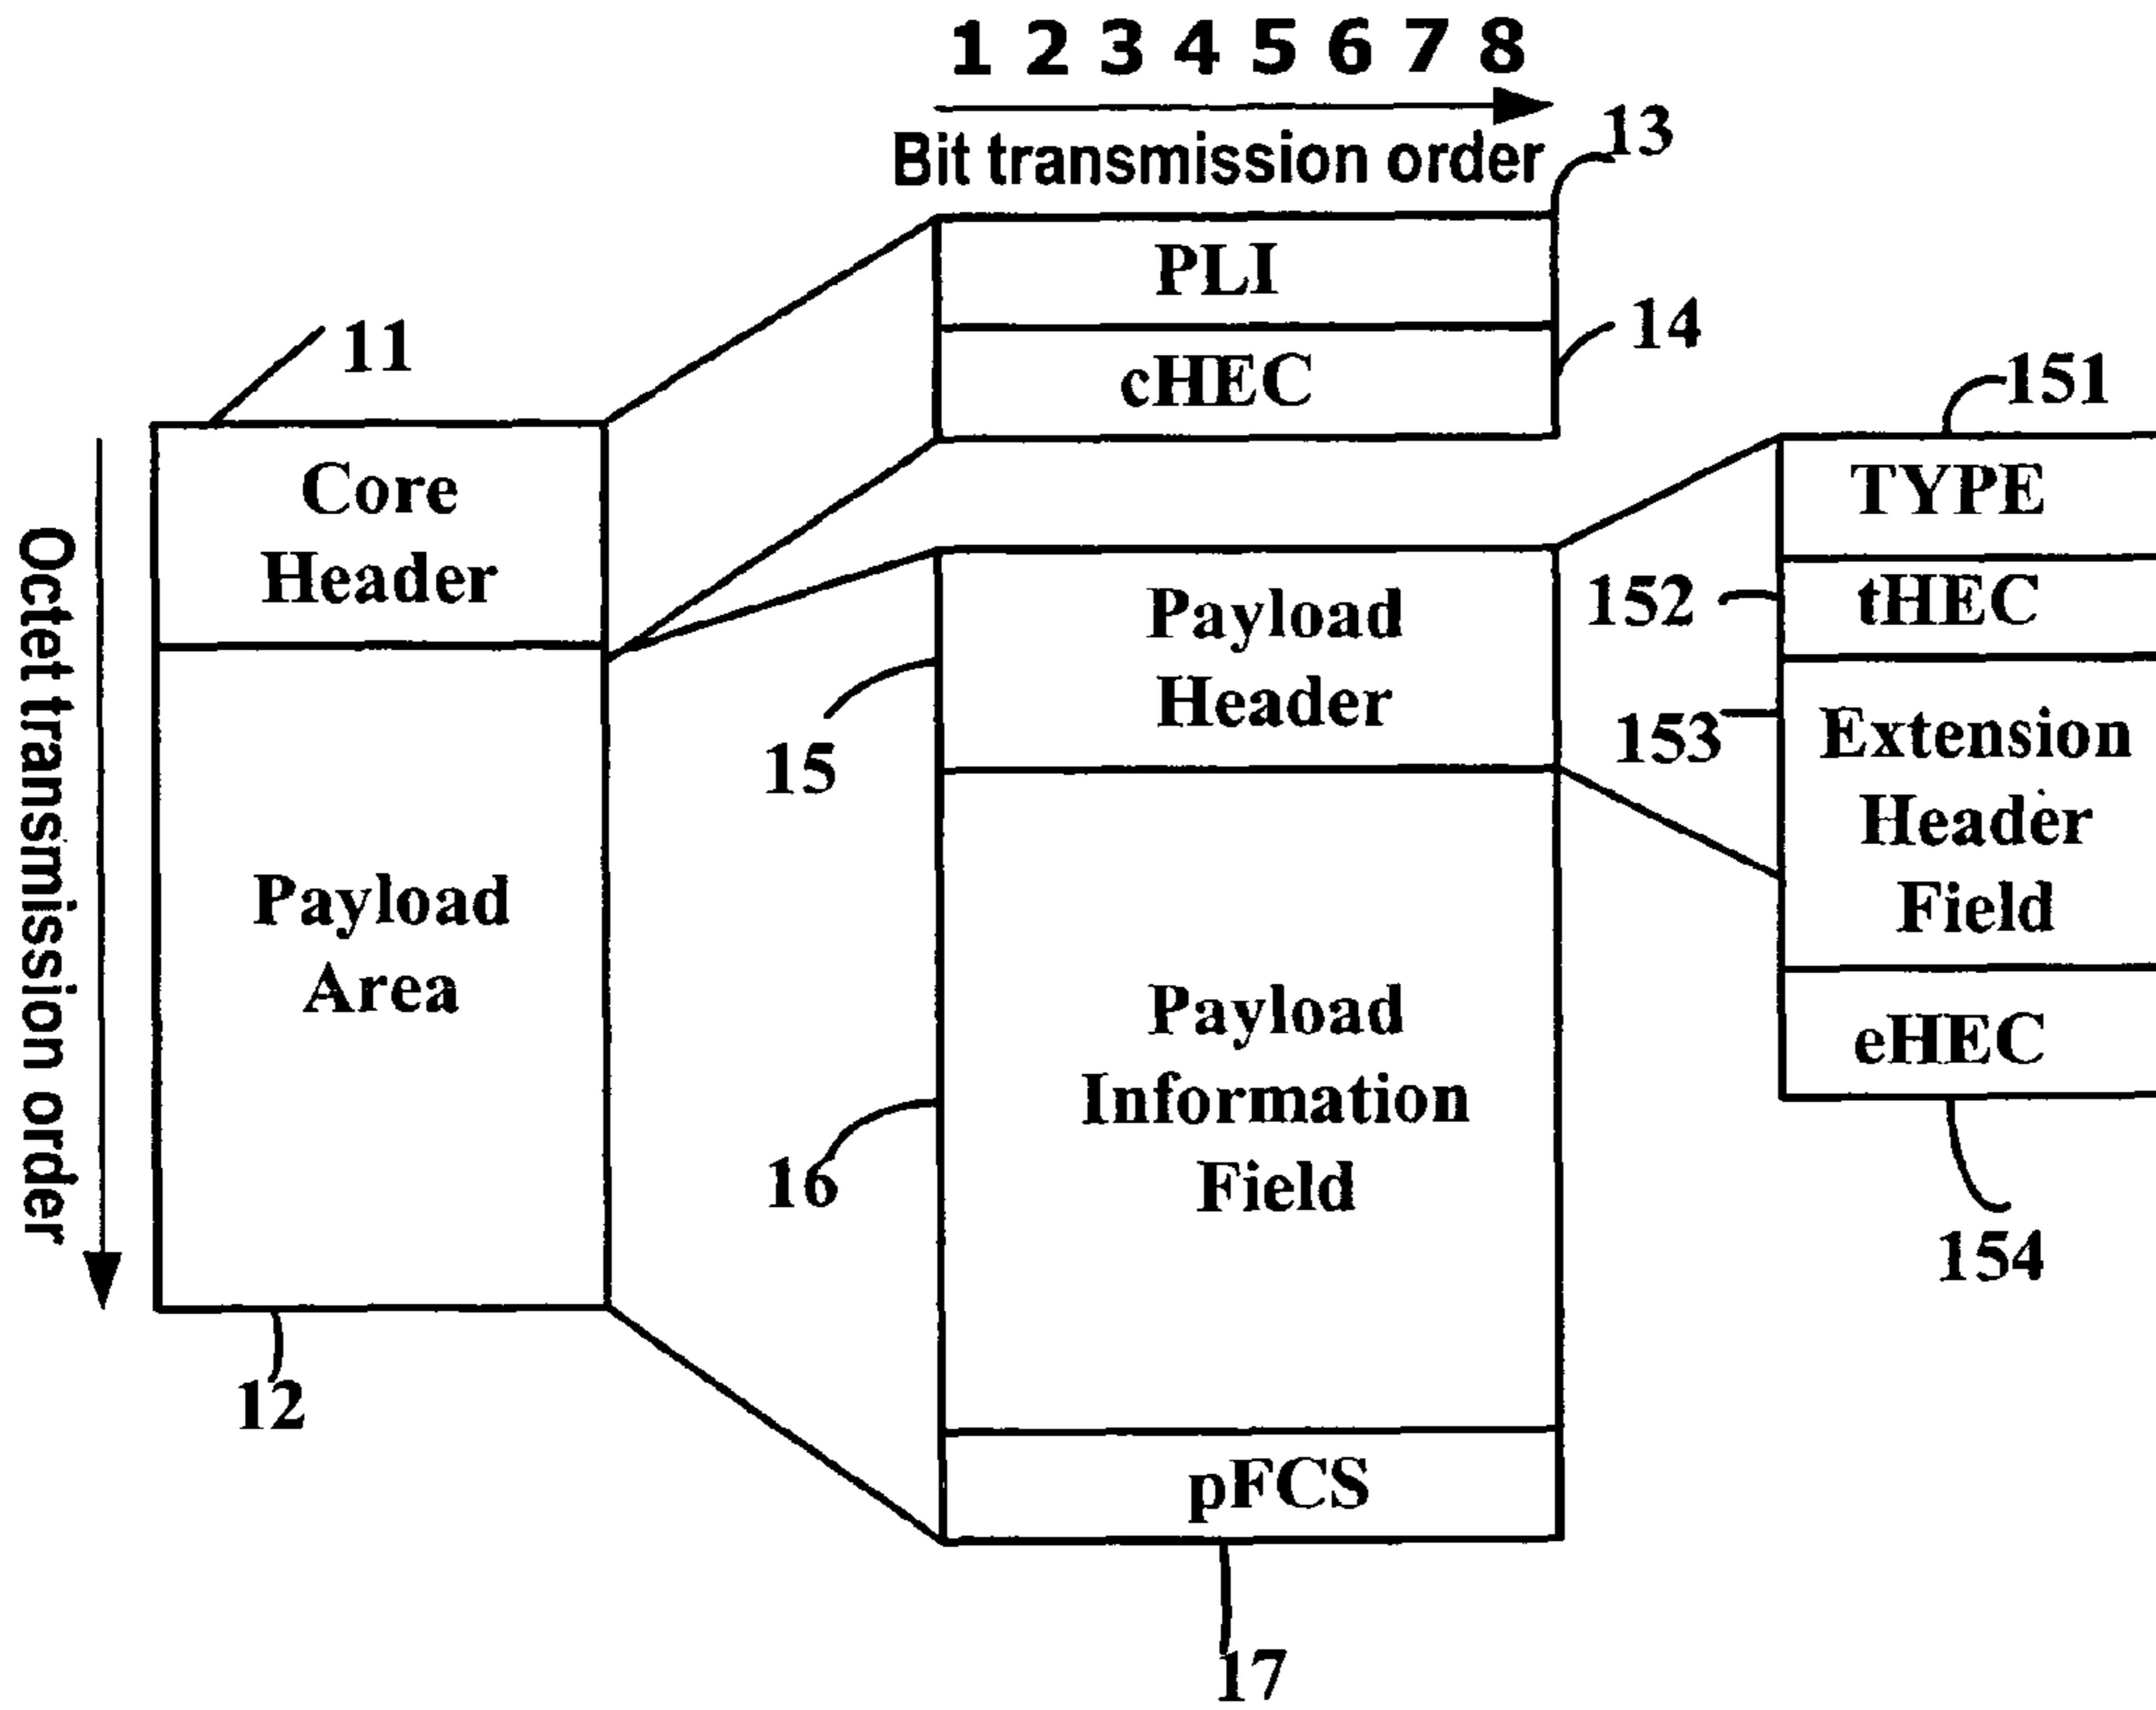 1 2 3 4 5 6 7 8
Bit transmission order
13
PLI
14
cHEC
11
Core
Header
Octet transmission order
Payload
Area
12
15
Payload
Header
16
Payload
Information
Field
pFCS
17
151
TYPE
152
tHEC
153
Extension
Header
Field
eHEC
154